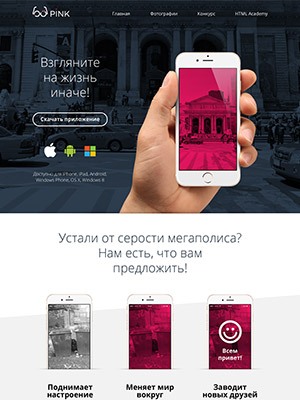 PINK
Главная Фотографии Конкурс HTML Academy
Взгляните
на жизнь
иначе!
Скачать приложение
Доступно для iPhone, iPad, Android,
Windows Phone, OS X, Windows 8
Устали от серости мегаполиса?
Нам есть, что вам
предложить!
Всем
привет!
Поднимает
настроение
Меняет мир
вокруг
Заводит
новых друзей